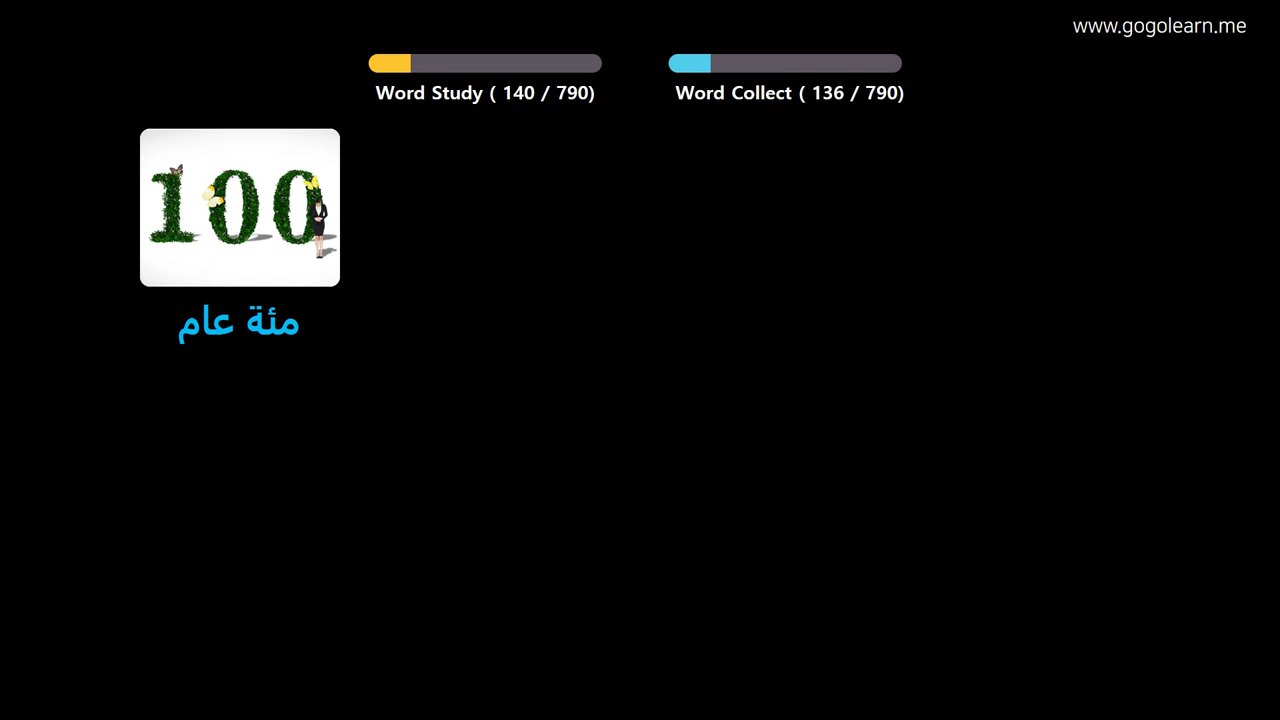 www.gogolearn.me
Word Study ( 140 / 790)
Word Collect ( 136 / 790)
100
مئة عام